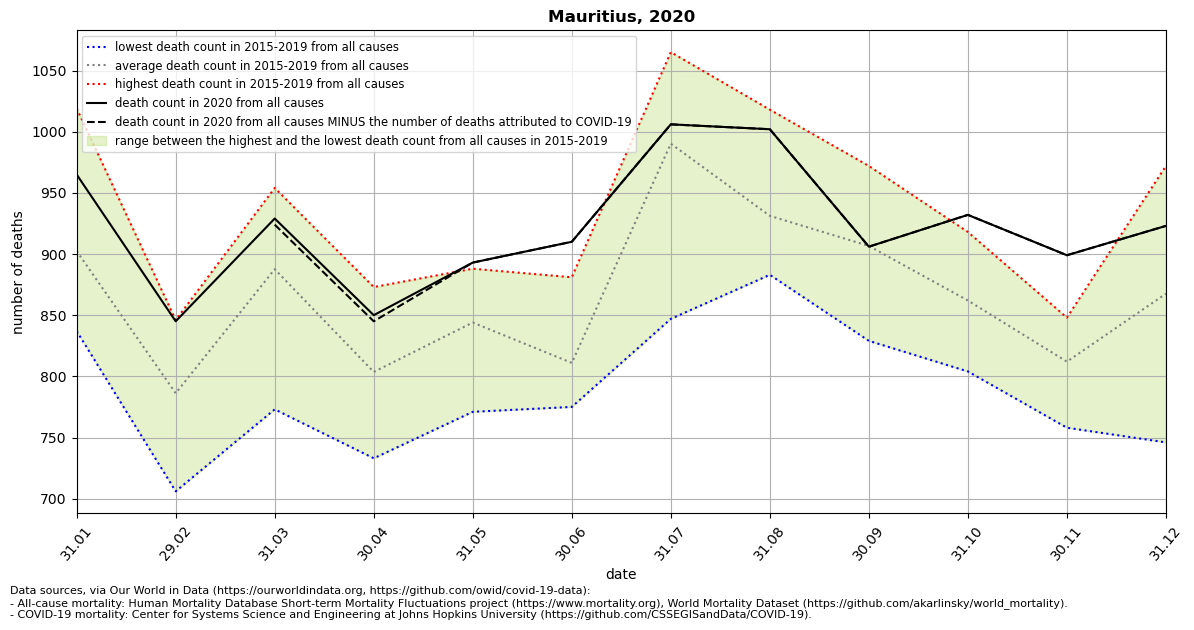 Mauritius, 2020
lowest death count in 2015-2019 from all causes
average death count in 2015-2019 from all causes
highest death count in 2015-2019 from all causes
death count in 2020 from all causes
death count in 2020 from all causes MINUS the number of deaths attributed to COVID-19
range between the highest and the lowest death count from all causes in 2015-2019
number of deaths
1050
1000
950
900
850
800
750
700
31.01
29.02
31.03
30.04
31.05
30.06
31.07
31.08
30.09
31.10
30.11
31.12
date
Data sources, via Our World in Data (https://ourworldindata.org, https://github.com/owid/covid-19-data):
- All-cause mortality: Human Mortality Database Short-term Mortality Fluctuations project (https://www.mortality.org), World Mortality Dataset (https://github.com/akarlinsky/world_mortality).
- COVID-19 mortality: Center for Systems Science and Engineering at Johns Hopkins University (https://github.com/CSSEGISandData/COVID-19).